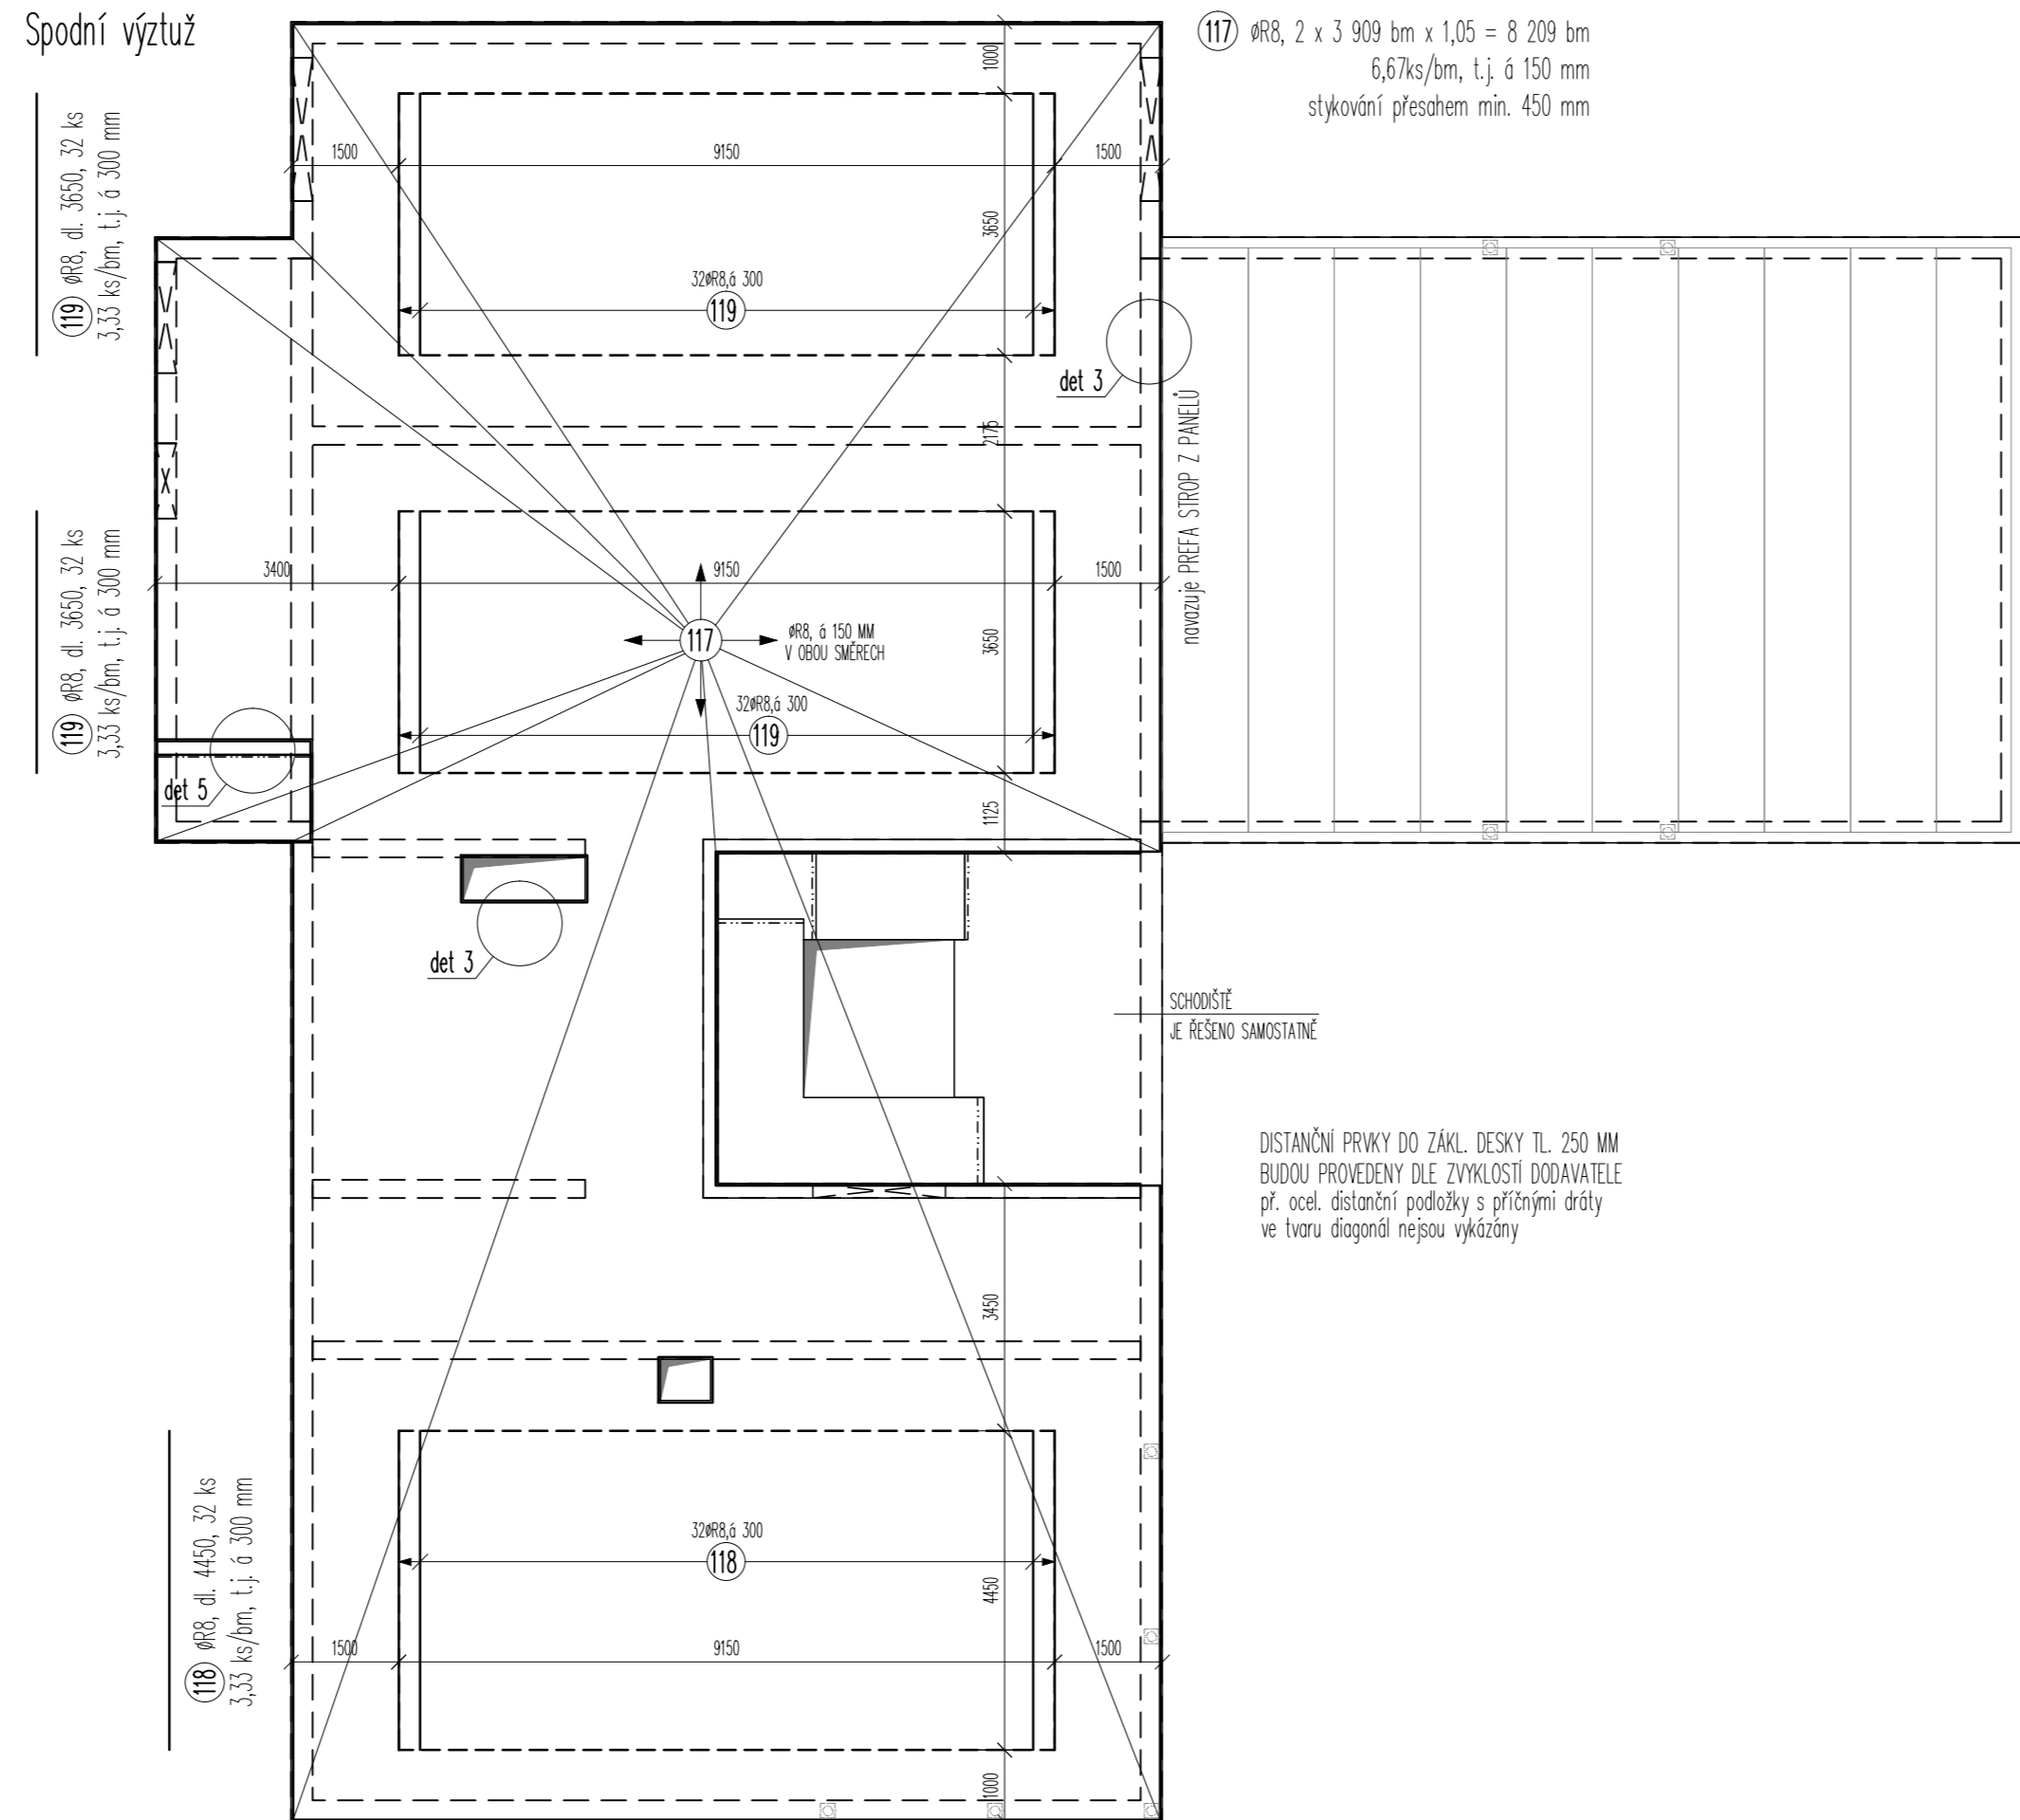 Spodní výztuž
117 øR8, 2 x 3 909 bm x 1,05 = 8 209 bm
6,67ks/bm, t.j. á 150 mm
stykování přesahem min. 450 mm
119 øR8, dl. 3650, 32 ks
3,33 ks/bm, t.j. á 300 mm
1000
1500
9150
1500
3650
32øR8,á 300
119
det 3
2175
navazuje PREFA STROP Z PANELŮ
119 øR8, dl. 3650, 32 ks
3,33 ks/bm, t.j. á 300 mm
3400
9150
1500
117
øR8, á 150 MM
V OBOU SMĚRECH
3650
32øR8,á 300
119
det 5
1125
det 3
SCHODIŠTĚ
JE ŘEŠENO SAMOSTATNĚ
DISTANČNÍ PRVKY DO ZÁKL. DESKY TL. 250 MM
BUDOU PROVEDENY DLE ZVYKLOSTÍ DODAVATELE
př. ocel. distanční podložky s příčnými dráty
ve tvaru diagonál nejsou vykázány
3450
118 øR8, dl. 4450, 32 ks
3,33 ks/bm, t.j. á 300 mm
32øR8,á 300
118
4450
1500
9150
1500
1000